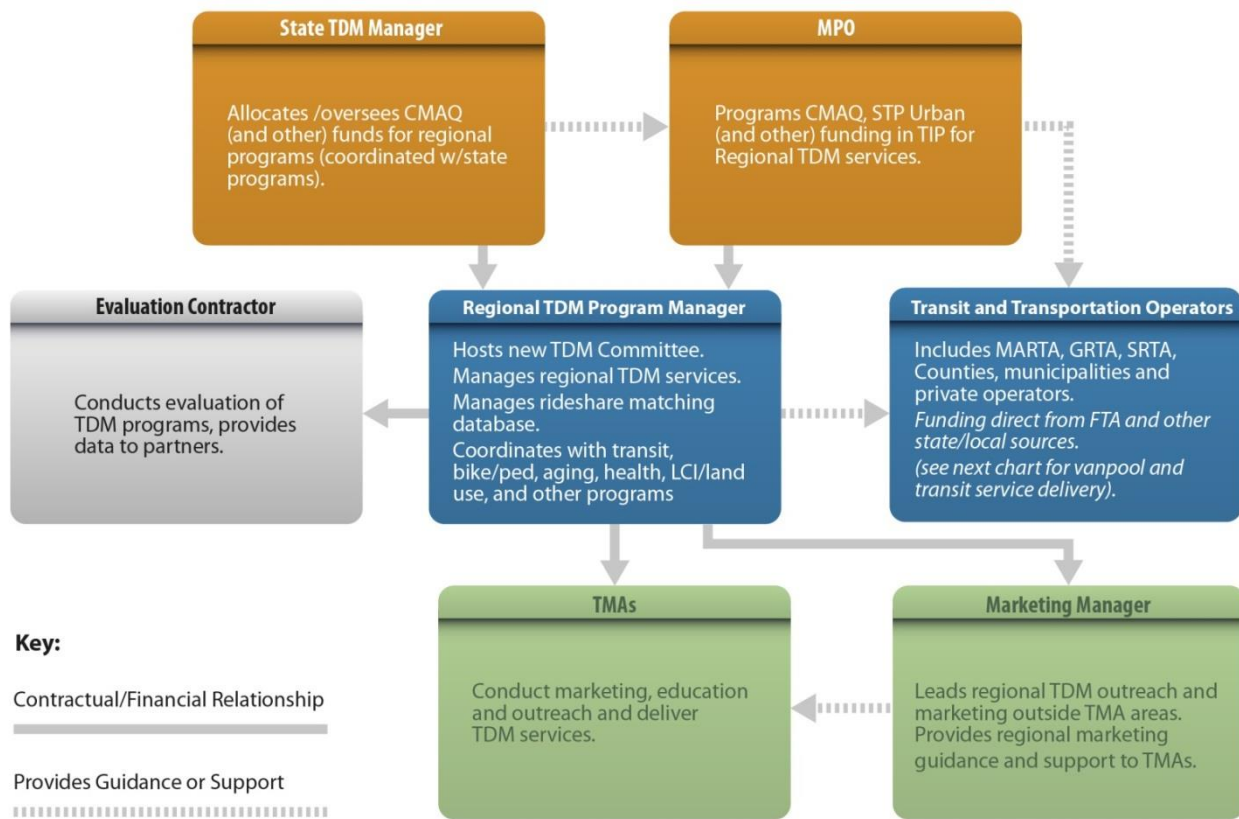 State TDM Manager
Allocates /oversees CMAQ
(and other) funds for regional
programs (coordinated w/state
programs).
MPO
Programs CMAQ, STP Urban
(and other) funding in TIP for
Regional TDM services.
Evaluation Contractor
Conducts evaluation of
TDM programs, provides
data to partners.
Regional TDM Program Manager
Hosts new TDM Committee.
Manages regional TDM services.
Manages rideshare matching
database.
Coordinates with transit,
bike/ped, aging, health, LCI/land
use, and other programs
Transit and Transportation Operators
Includes MARTA, GRTA, SRTA,
Counties, municipalities and
private operators.
Funding direct from FTA and other
state/local sources.
(see next chart for vanpool and
transit service delivery).
TMAs
Conduct marketing, education
and outreach and deliver
TDM services.
Marketing Manager
Leads regional TDM outreach and
marketing outside TMA areas.
Provides regional marketing
guidance and support to TMAs.
Key:
Contractual/Financial Relationship
Provides Guidance or Support